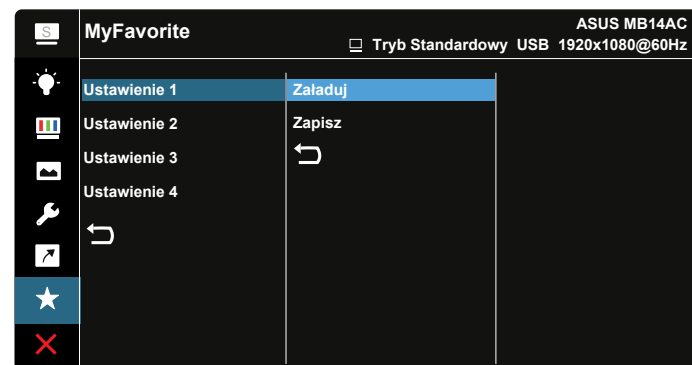 S
MyFavorite
ASUS MB14AC
Tryb Standardowy USB 1920x1080@60Hz
Ustawienie 1 Załaduj
Ustawienie 2 Zapisz
Ustawienie 3
Ustawienie 4